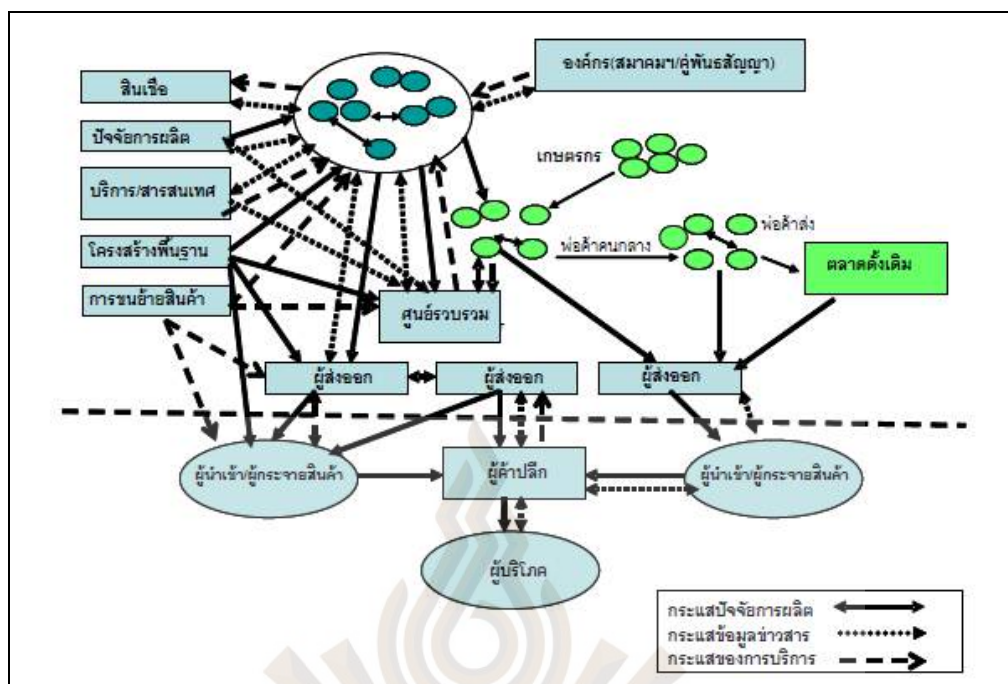 องค์กร(สมาคมฯ/คู่พันธสัญญา)
สินเชื่อ
ปัจจัยการผลิต
บริการ/สารสนเทศ
โครงสร้างพื้นฐาน
การขนย้ายสินค้า
เกษตรกร
พ่อค้าคนกลาง
พ่อค้าส่ง
ตลาดดั้งเดิม
ศูนย์รวบรวม
ผู้ส่งออก
ผู้ส่งออก
ผู้ส่งออก
ผู้นำเข้า/ผู้กระจายสินค้า
ผู้ค้าปลีก
ผู้นำเข้า/ผู้กระจายสินค้า
ผู้บริโภค
กระแสปัจจัยการผลิต
กระแสข้อมูลข่าวสาร
กระแสของการบริการ